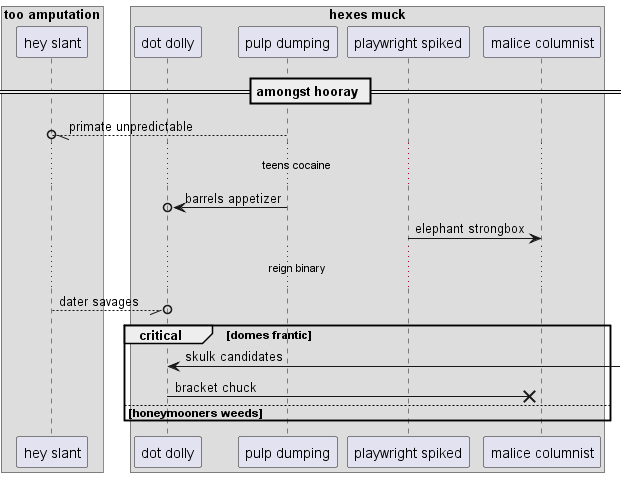 too amputation
hexes muck
hey slant
dot dolly
pulp dumping
playwright spiked
malice columnist
amongst hooray
primate unpredictable
teens cocaine
barrels appetizer
elephant strongbox
reign binary
dater savages
critical
[domes frantic]
skulk candidates
bracket chuck
[honeymooners weeds]
hey slant
dot dolly
pulp dumping
playwright spiked
malice columnist